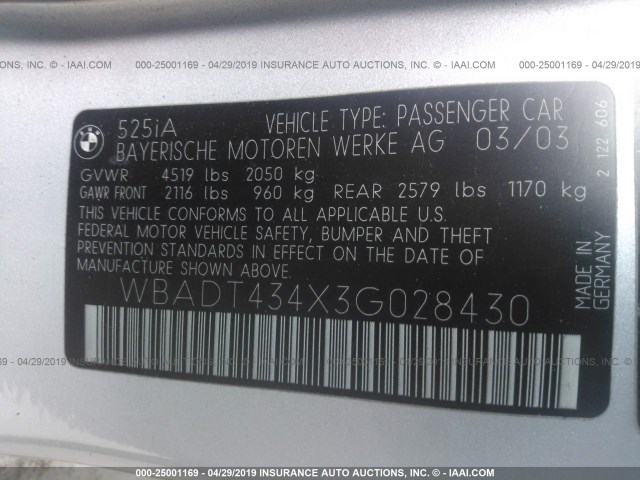 000-25001169 - 04/29/2019 INSURANCE AUTO AUCTIONS, INC. - © IAAI.COM
BMW
525iA VEHICLE TYPE: PASSENGER CAR
BAYERISCHE MOTOREN WERKE AG 03/03
GVWR 4519 lbs 2050 kg
GAWR FRONT 2116 lbs 960 kg REAR 2579 lbs 1170 kg
THIS VEHICLE CONFORMS TO ALL APPLICABLE U.S.
FEDERAL MOTOR VEHICLE SAFETY, BUMPER AND THEFT
PREVENTION STANDARDS IN EFFECT ON THE DATE
OF MANUFACTURE SHOWN ABOVE.
WBADT434X3G028430
MADE IN
GERMANY
2 122 606
000-25001169 - 04/29/2019 INSURANCE AUTO AUCTIONS, INC. - © IAAI.COM
000-25001169 - 04/29/2019 INSURANCE AUTO AUCTIONS, INC. - © IAAI.COM